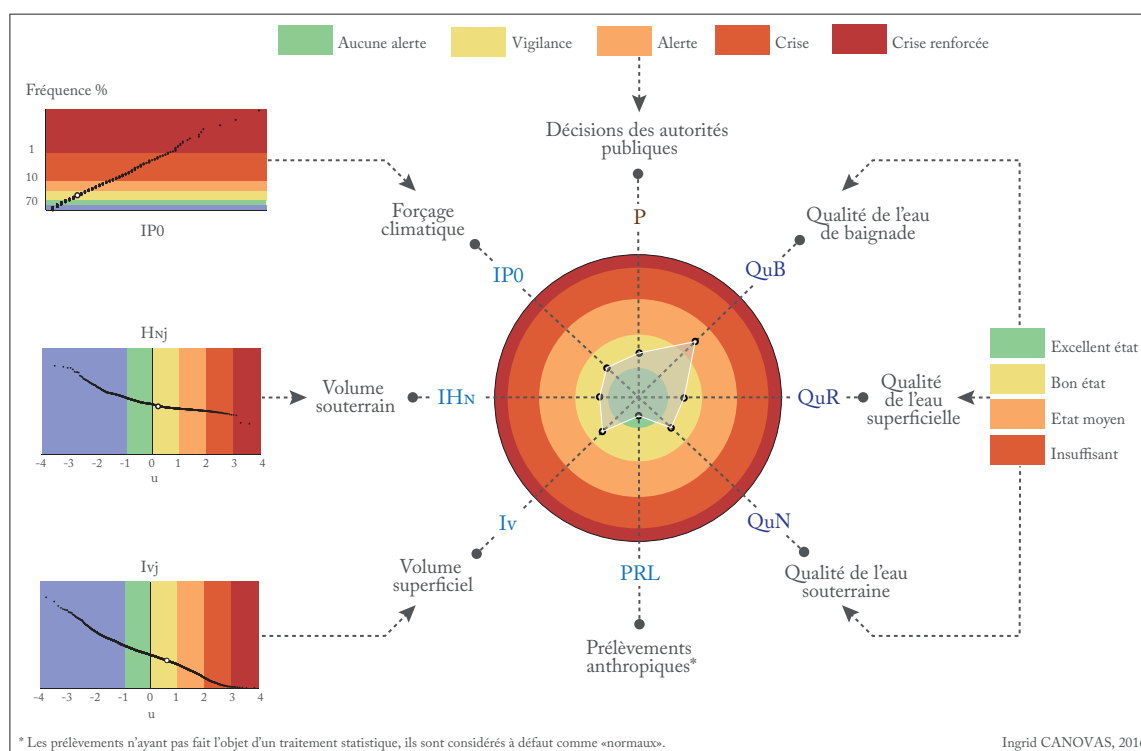 Aucune alerte
Vigilance
Alerte
Crise
Crise renforcée
Fréquence %
1
10
70
IP0
Décisions des autorités
publiques
P
Forçage
climatique
IP0
Qualité de l'eau
de baignade
QuB
HNj
-4 -3 -2 -1 0 1 2 3 4
u
Volume
souterrain
IHN
QuR
Qualité
de l'eau
superficielle
Excellent état
Bon état
Etat moyen
Insuffisant
Iv
QuN
Volume
superficiel
PRL
Qualité de l'eau
souterraine
Ivj
-4 -3 -2 -1 0 1 2 3 4
u
Prélèvements
anthropiques*
* Les prélèvements n'ayant pas fait l'objet d'un traitement statistique, ils sont considérés à défaut comme «normaux».
Ingrid CANOVAS, 2016